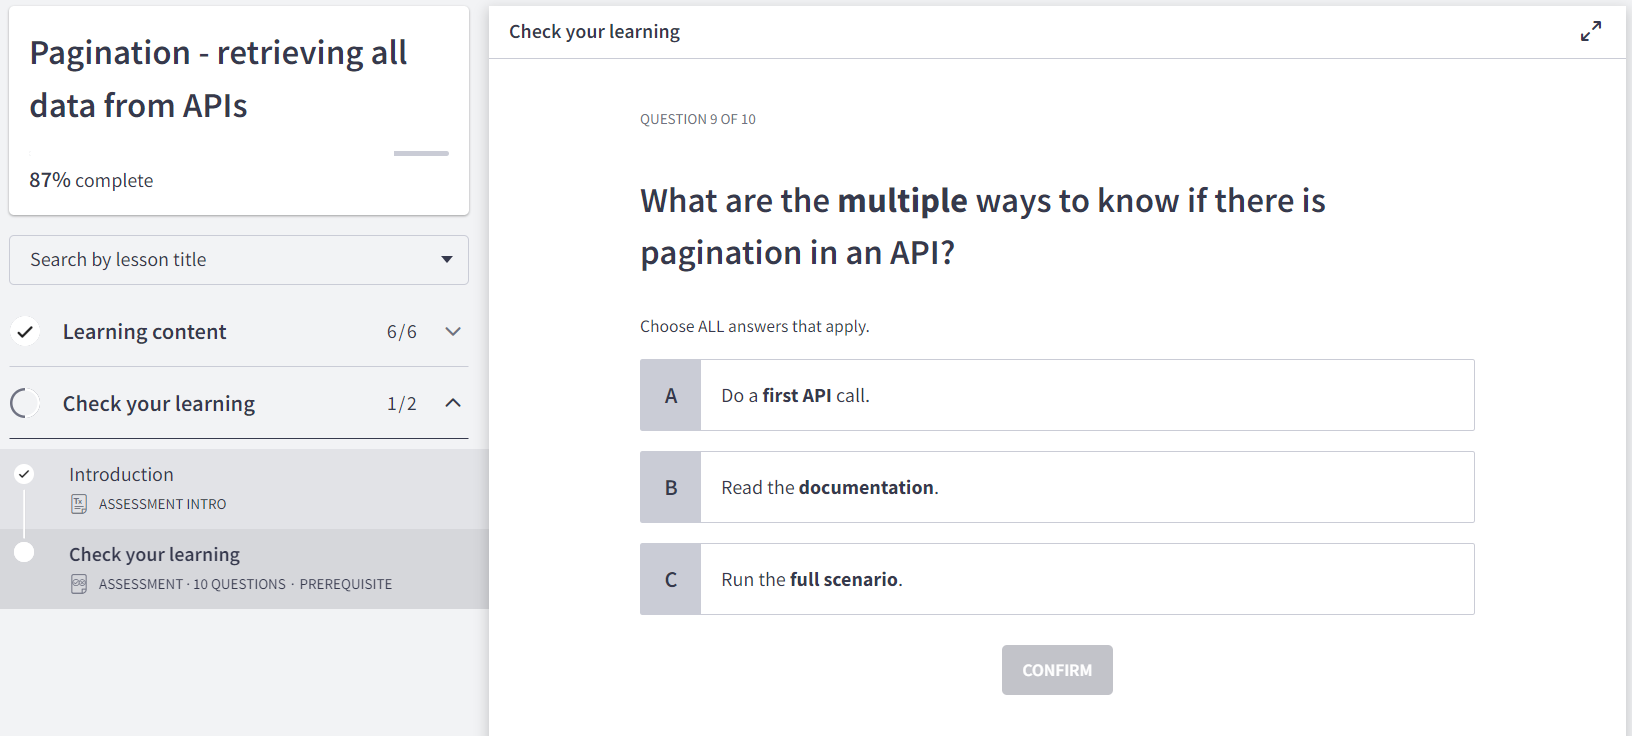 Pagination - retrieving all
data from APIs
87% complete
Search by lesson title
Learning content 6/6
Check your learning 1/2
Introduction
ASSESSMENT INTRO
Check your learning
ASSESSMENT · 10 QUESTIONS · PREREQUISITE
Check your learning
QUESTION 9 OF 10
What are the multiple ways to know if there is
pagination in an API?
Choose ALL answers that apply.
A Do a first API call.
B Read the documentation.
C Run the full scenario.
CONFIRM